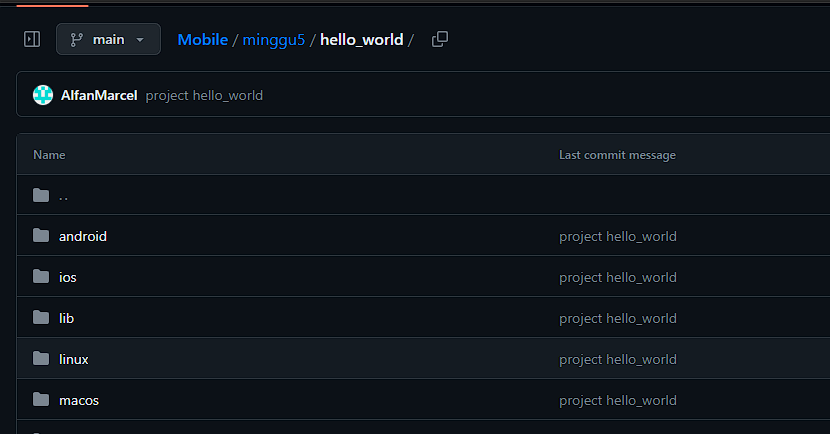 main Mobile / minggu5 / hello_world /
AlfanMarcel project hello_world
Name Last commit message
..
android project hello_world
ios project hello_world
lib project hello_world
linux project hello_world
macos project hello_world